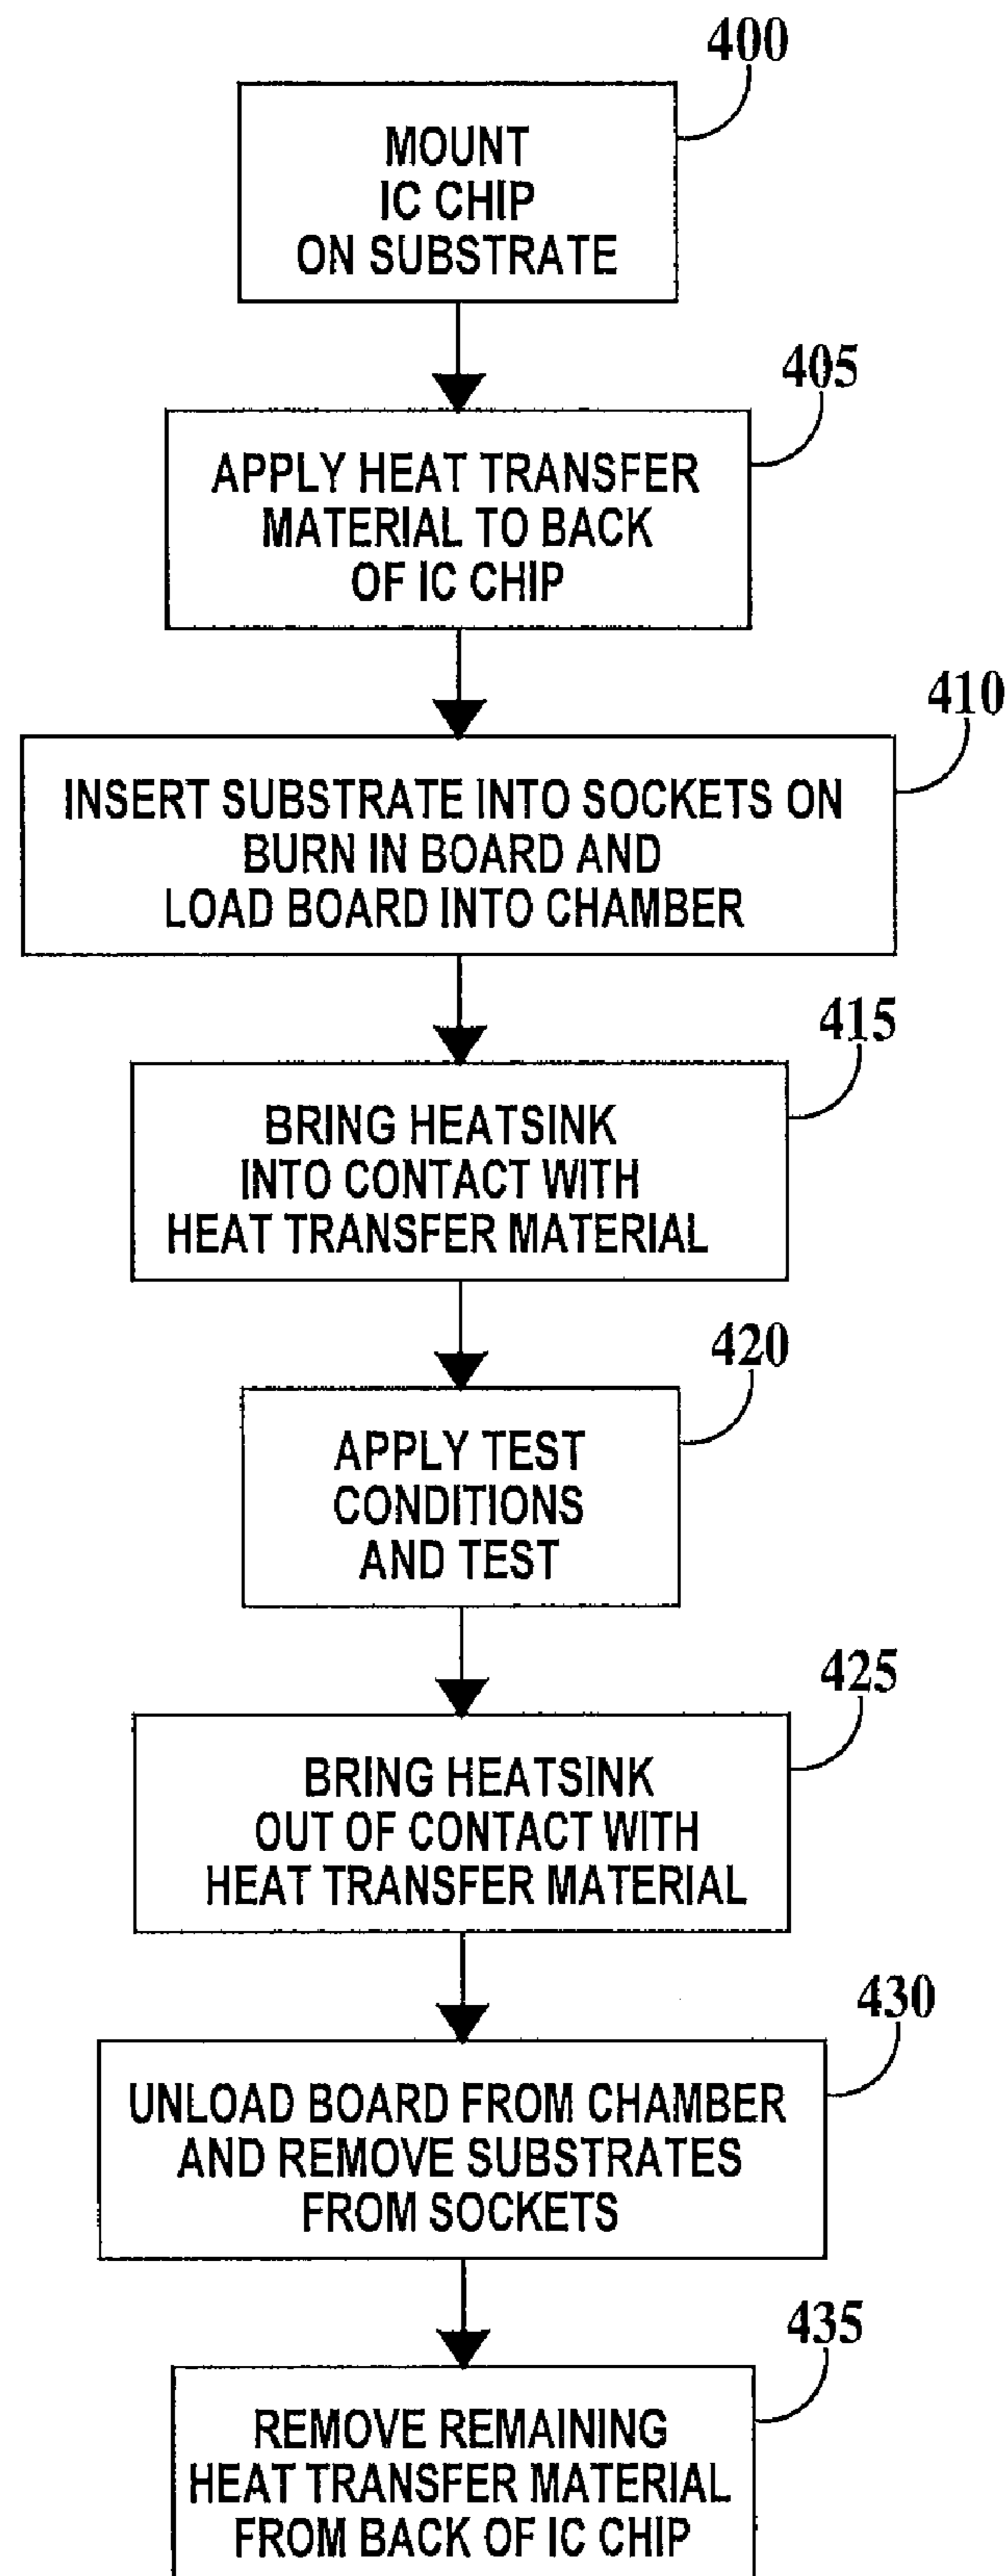 400
MOUNT
IC CHIP
ON SUBSTRATE
405
APPLY HEAT TRANSFER
MATERIAL TO BACK
OF IC CHIP
410
INSERT SUBSTRATE INTO SOCKETS ON
BURN IN BOARD AND
LOAD BOARD INTO CHAMBER
415
BRING HEATSINK
INTO CONTACT WITH
HEAT TRANSFER MATERIAL
420
APPLY TEST
CONDITIONS
AND TEST
425
BRING HEATSINK
OUT OF CONTACT WITH
HEAT TRANSFER MATERIAL
430
UNLOAD BOARD FROM CHAMBER
AND REMOVE SUBSTRATES
FROM SOCKETS
435
REMOVE REMAINING
HEAT TRANSFER MATERIAL
FROM BACK OF IC CHIP